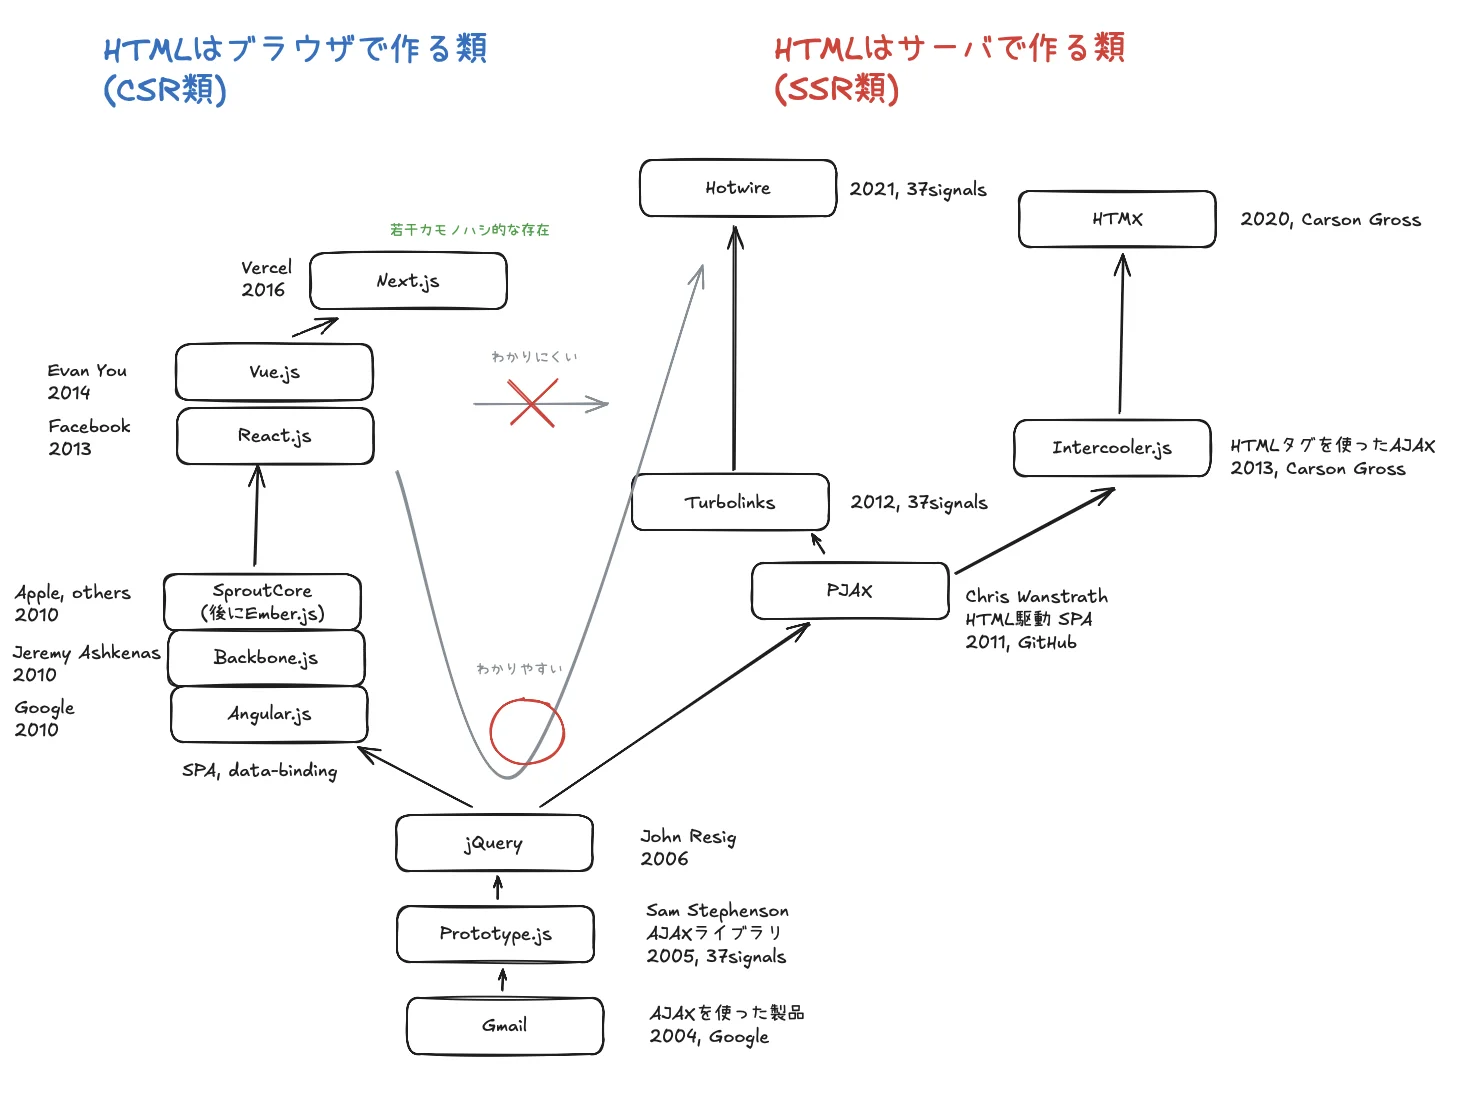 HTMLはブラウザで作る類
(CSR類)
HTMLはサーバで作る類
(SSR類)
Hotwire
2021, 37signals
HTMX
2020, Carson Gross
若干カモノハシ的な存在
Vercel
2016
Next.js
わかりにくい
Evan You
2014
Vue.js
Facebook
2013
React.js
Intercooler.js
HTMLタグを使ったAJAX
2013, Carson Gross
Turbolinks
2012, 37signals
Apple, others
2010
SproutCore
(後にEmber.js)
PJAX
Chris Wanstrath
HTML駆動 SPA
2011, GitHub
Jeremy Ashkenas
2010
Backbone.js
わかりやすい
Google
2010
Angular.js
SPA, data-binding
jQuery
John Resig
2006
Prototype.js
Sam Stephenson
AJAXライブラリ
2005, 37signals
Gmail
AJAXを使った製品
2004, Google